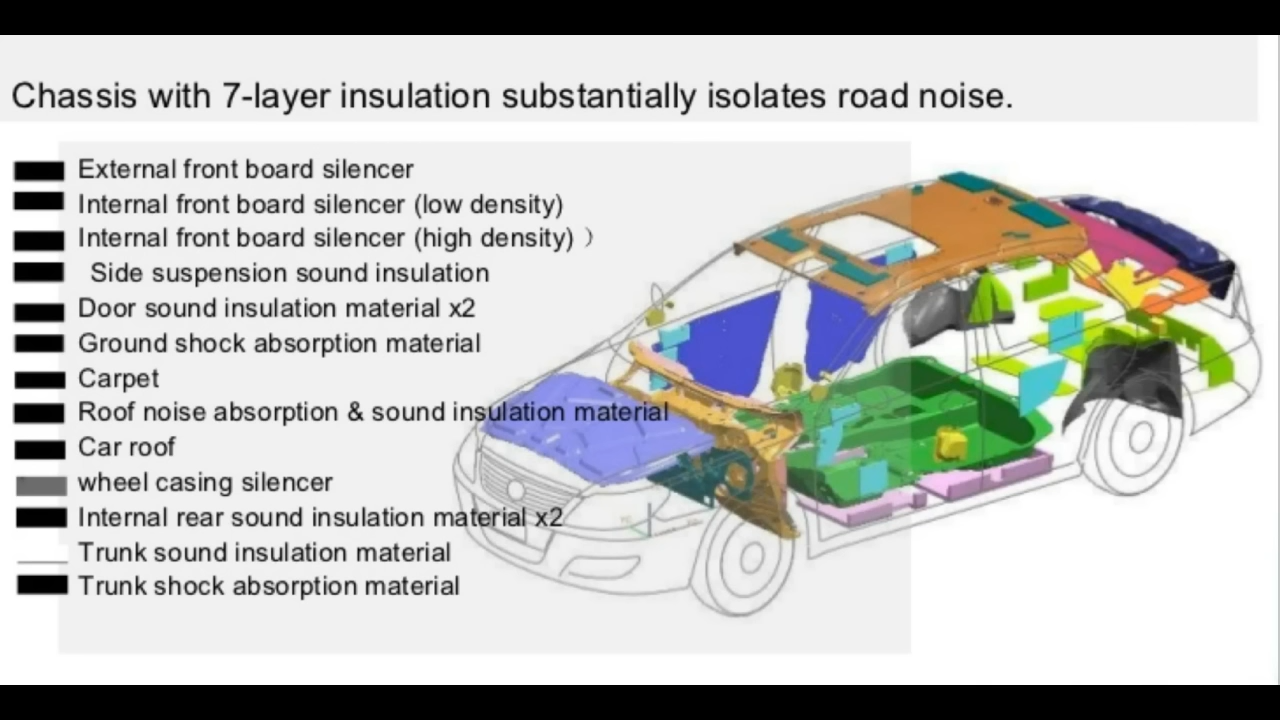 Chassis with 7-layer insulation substantially isolates road noise.
External front board silencer
Internal front board silencer (low density)
Internal front board silencer (high density) ）
Side suspension sound insulation
Door sound insulation material x2
Ground shock absorption material
Carpet
Roof noise absorption & sound insulation material
Car roof
wheel casing silencer
Internal rear sound insulation material x2
Trunk sound insulation material
Trunk shock absorption material